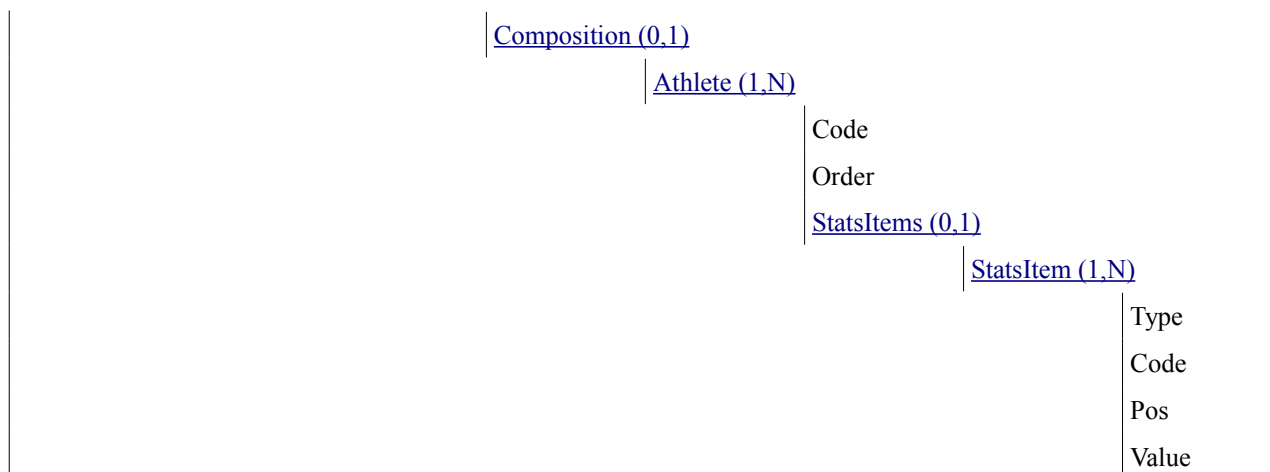 Composition (0,1)
Athlete (1,N)
Code
Order
StatsItems (0,1)
StatsItem (1,N)
Type
Code
Pos
Value